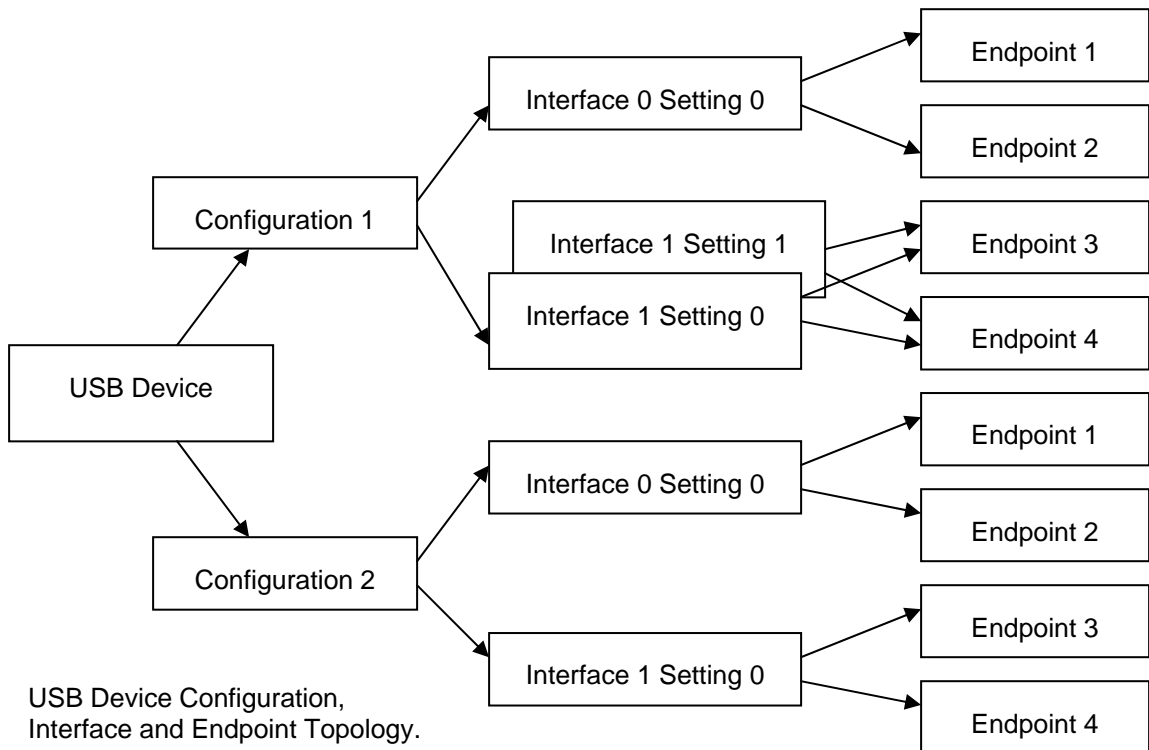 Endpoint 1
Interface 0 Setting 0
Endpoint 2
Configuration 1
Interface 1 Setting 1
Endpoint 3
Interface 1 Setting 0
Endpoint 4
USB Device
Endpoint 1
Interface 0 Setting 0
Endpoint 2
Configuration 2
Endpoint 3
Interface 1 Setting 0
Endpoint 4
USB Device Configuration,
Interface and Endpoint Topology.